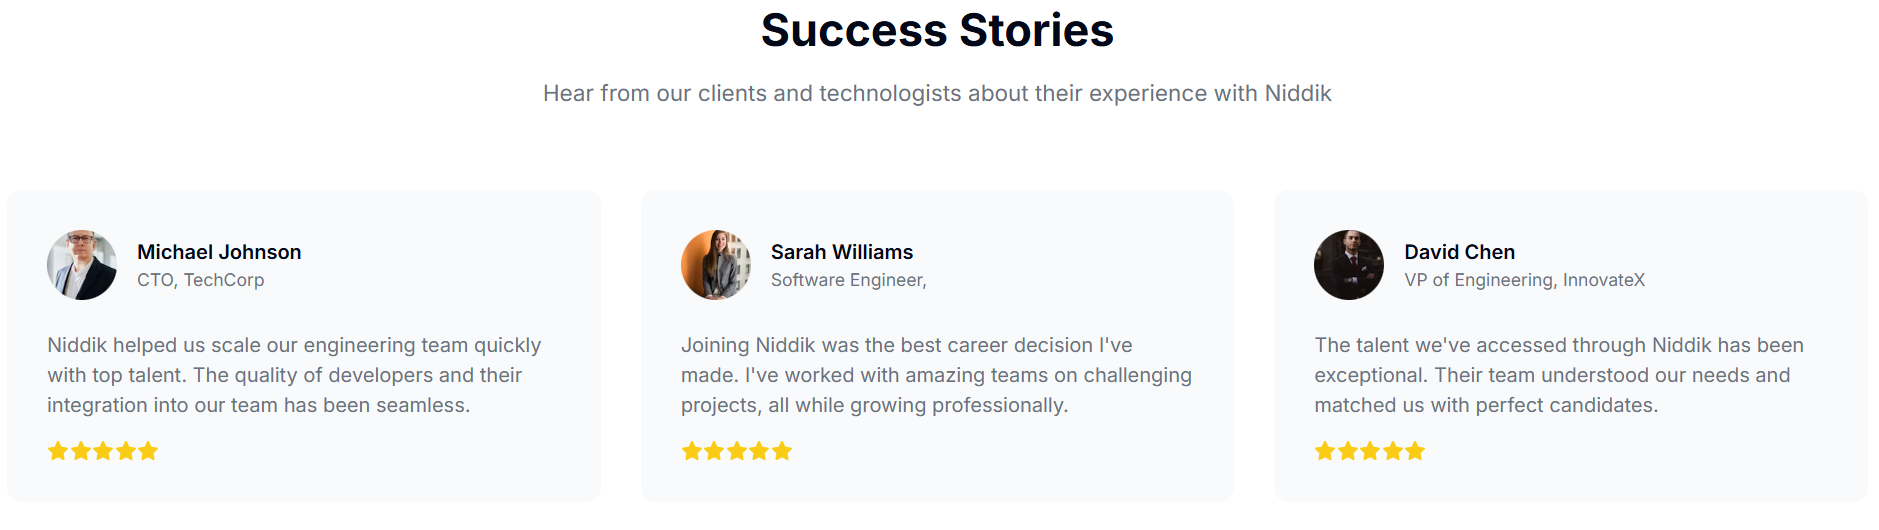 Success Stories
Hear from our clients and technologists about their experience with Niddik
Michael Johnson
CTO, TechCorp
Niddik helped us scale our engineering team quickly
with top talent. The quality of developers and their
integration into our team has been seamless.
Sarah Williams
Software Engineer,
Joining Niddik was the best career decision I've
made. I've worked with amazing teams on challenging
projects, all while growing professionally.
David Chen
VP of Engineering, InnovateX
The talent we've accessed through Niddik has been
exceptional. Their team understood our needs and
matched us with perfect candidates.